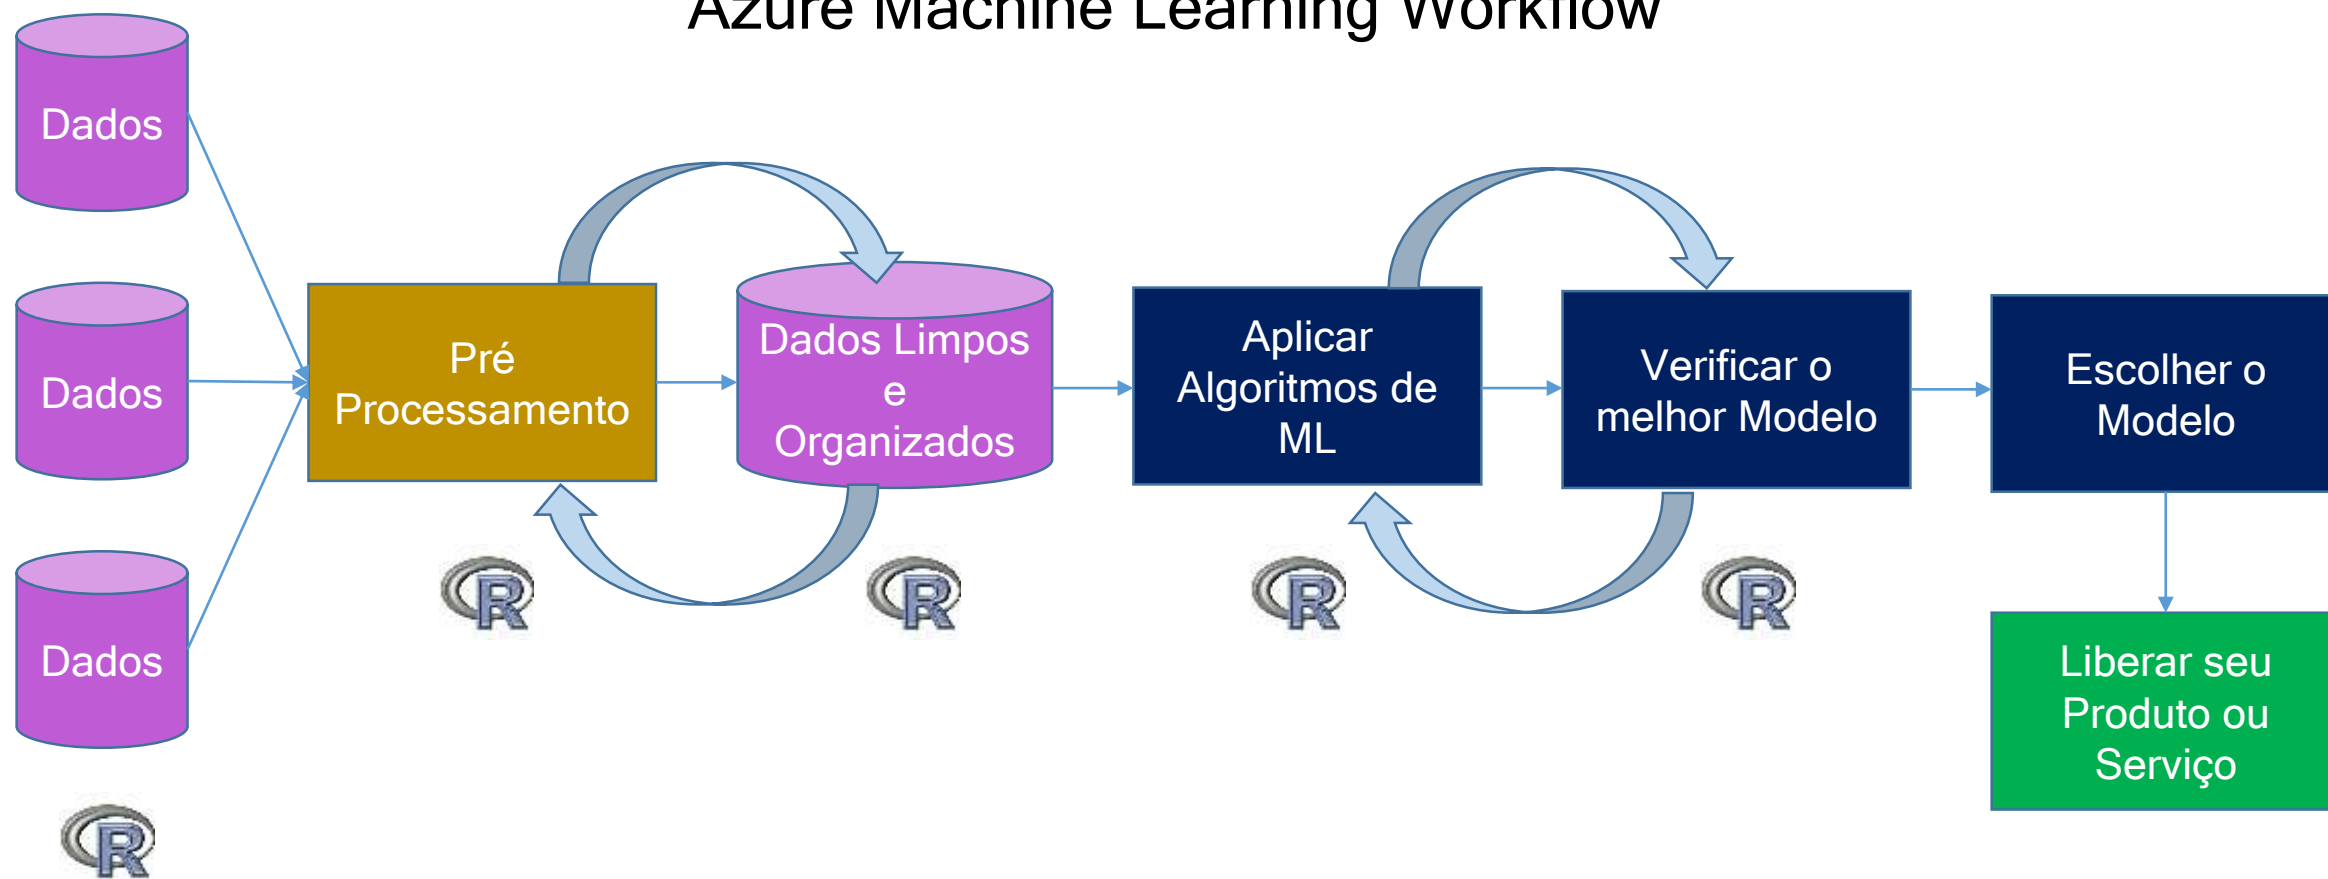 Azure Machine Learning Workflow
Dados
Dados
Dados
Pré
Processamento
Dados Limpos
e
Organizados
Aplicar
Algoritmos de
ML
Verificar o
melhor Modelo
Escolher o
Modelo
Liberar seu
Produto ou
Serviço
R
R
R
R
R